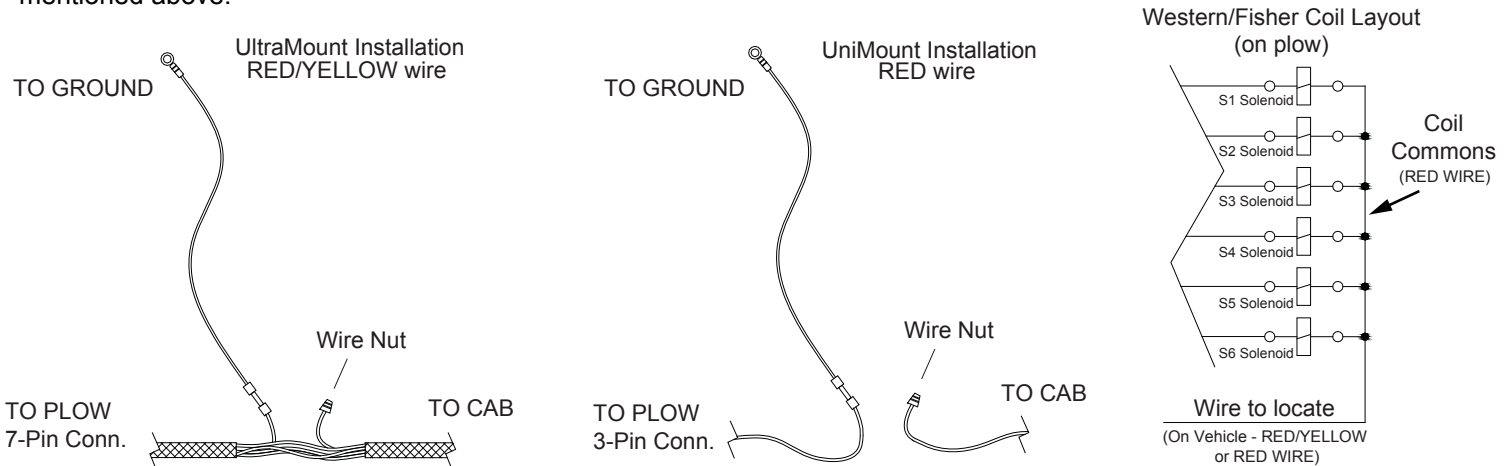 mentioned above.
UltraMount Installation
RED/YELLOW wire
TO GROUND
Wire Nut
TO PLOW
7-Pin Conn.
TO CAB
UniMount Installation
RED wire
TO GROUND
Wire Nut
TO PLOW
3-Pin Conn.
TO CAB
Western/Fisher Coil Layout
(on plow)
S1 Solenoid
S2 Solenoid
S3 Solenoid
S4 Solenoid
S5 Solenoid
S6 Solenoid
Coil
Commons
(RED WIRE)
Wire to locate
(On Vehicle - RED/YELLOW
or RED WIRE)